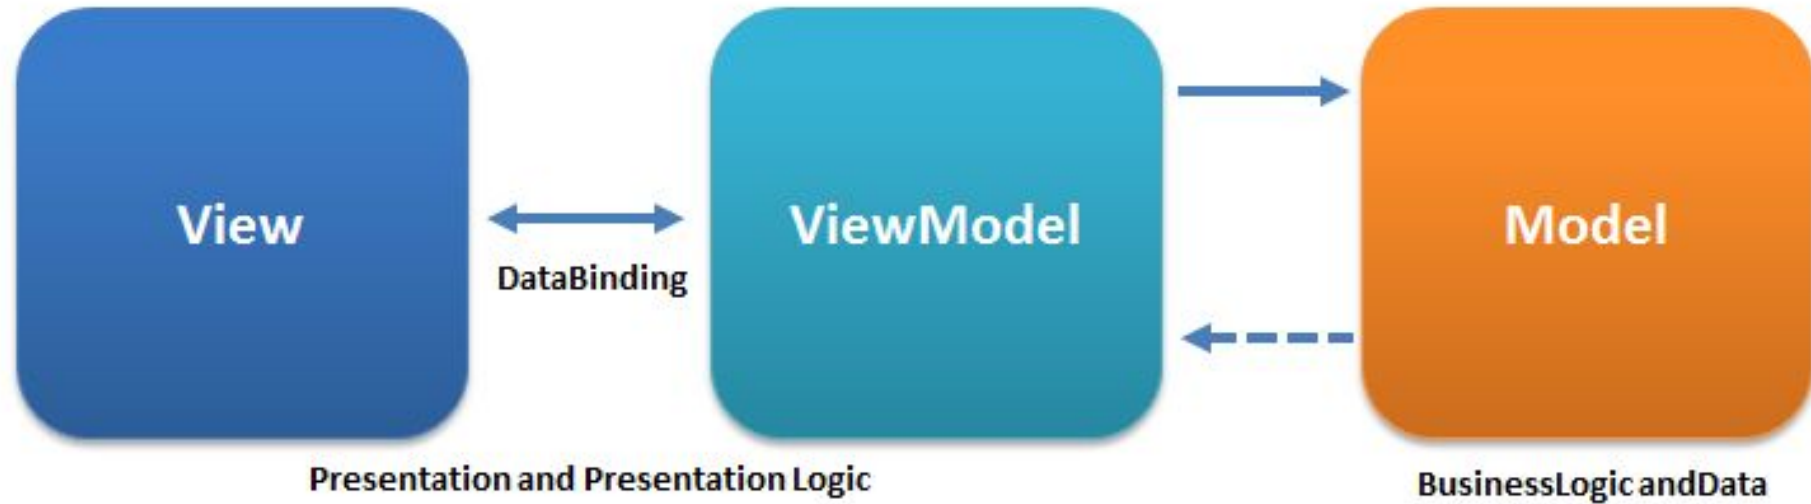 View
ViewModel
Model
DataBinding
Presentation and Presentation Logic
BusinessLogic andData